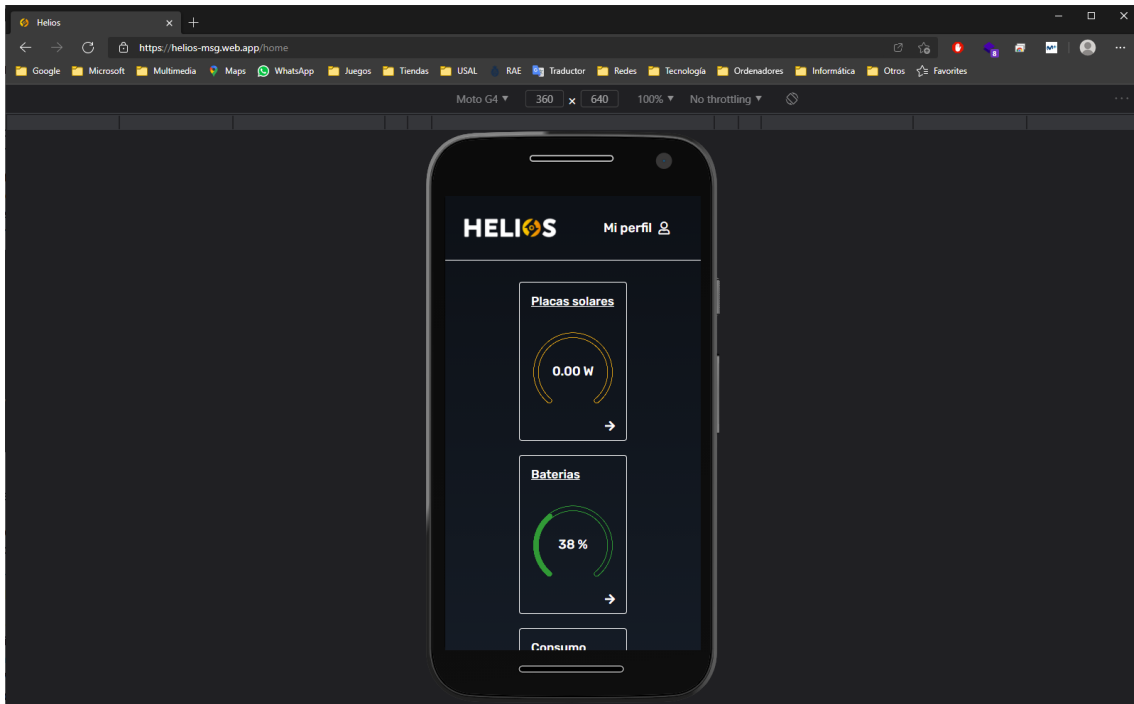 Helios
https://helios-msg.web.app/home
8
M+
Google Microsoft Multimedia Maps WhatsApp Juegos Tiendas USAL RAE Traductor Redes Tecnología Ordenadores Informática Otros Favorites
Moto G4 360 x 640 100% No throttling
HELIOS Mi perfil
Placas solares
0.00 W
Baterias
38 %
Consumo